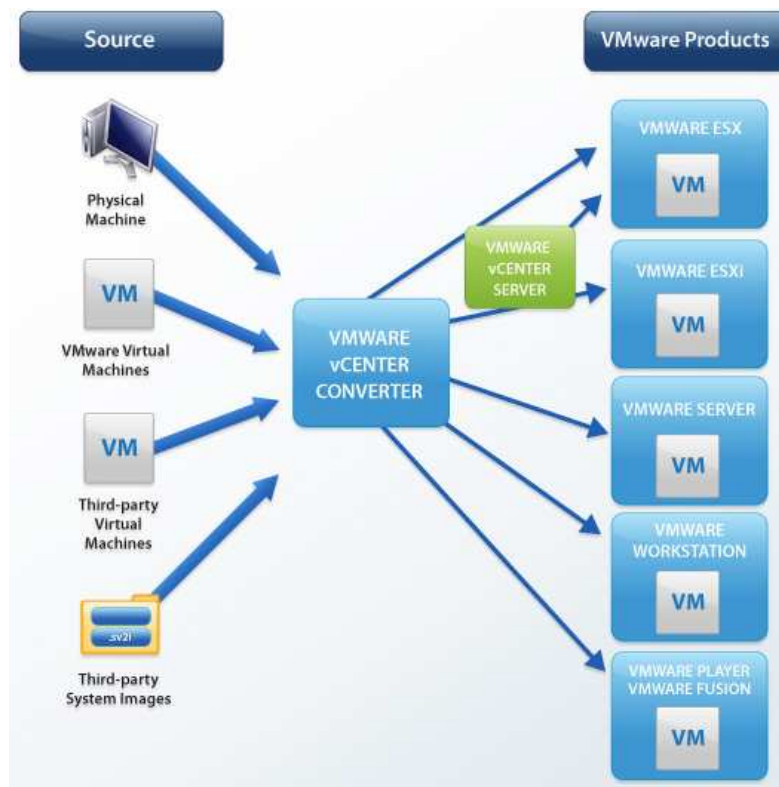 Source
VMware Products
Physical
Machine
VM
VMware Virtual
Machines
VM
Third-party
Virtual
Machines
.sv2i
Third-party
System Images
VMWARE
vCENTER
CONVERTER
VMWARE
vCENTER
SERVER
VMWARE ESX
VM
VMWARE ESXi
VM
VMWARE SERVER
VM
VMWARE
WORKSTATION
VM
VMWARE PLAYER
VMWARE FUSION
VM